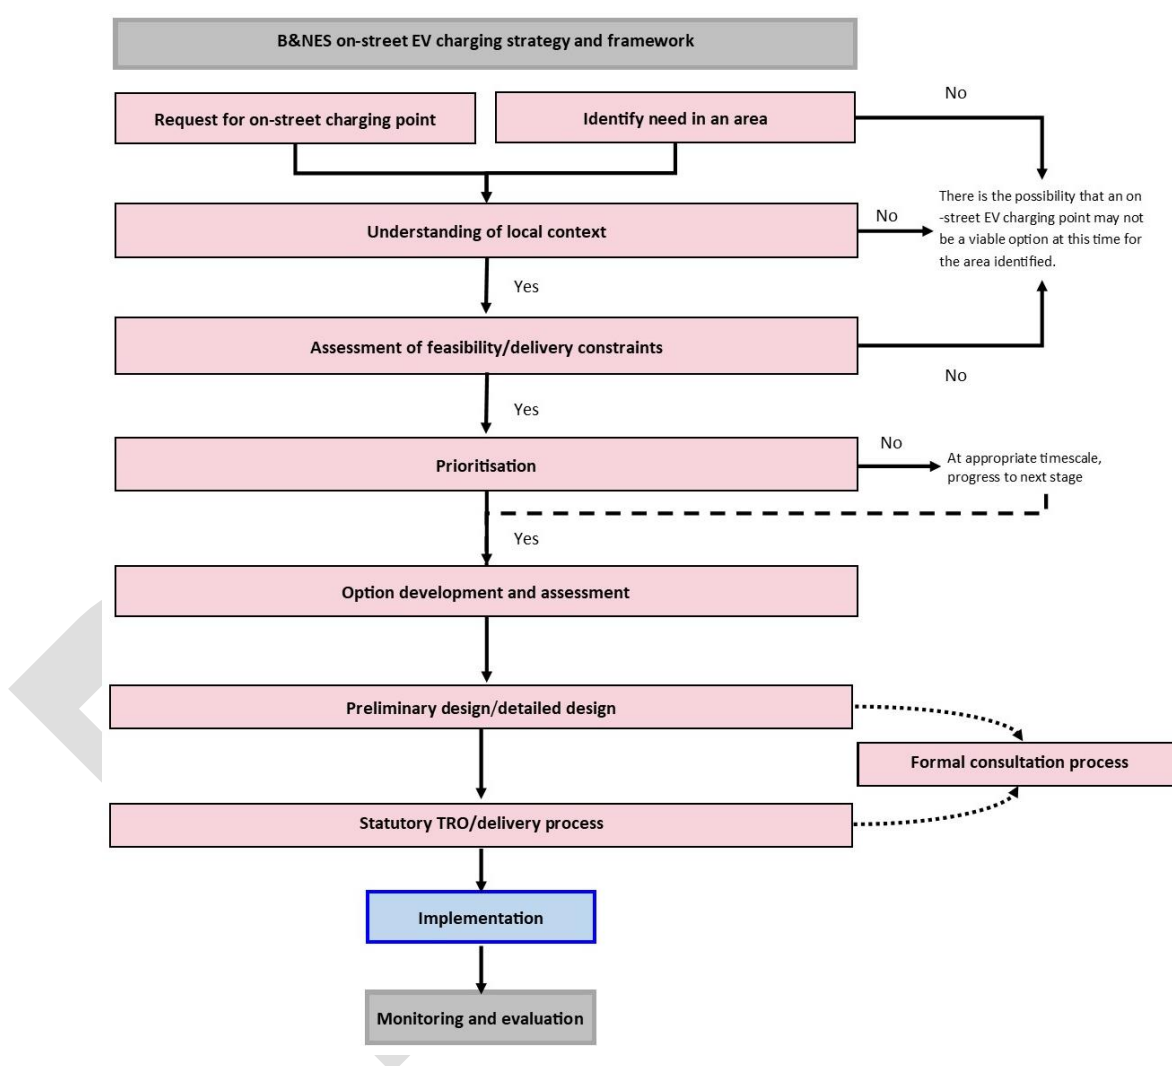 B&NES on-street EV charging strategy and framework
Request for on-street charging point
Identify need in an area
No
There is the possibility that an on
-street EV charging point may not
be a viable option at this time for
the area identified.
Understanding of local context
No
Yes
Assessment of feasibility/delivery constraints
No
Yes
Prioritisation
No
At appropriate timescale,
progress to next stage
Yes
Option development and assessment
Preliminary design/detailed design
Formal consultation process
Statutory TRO/delivery process
Implementation
Monitoring and evaluation